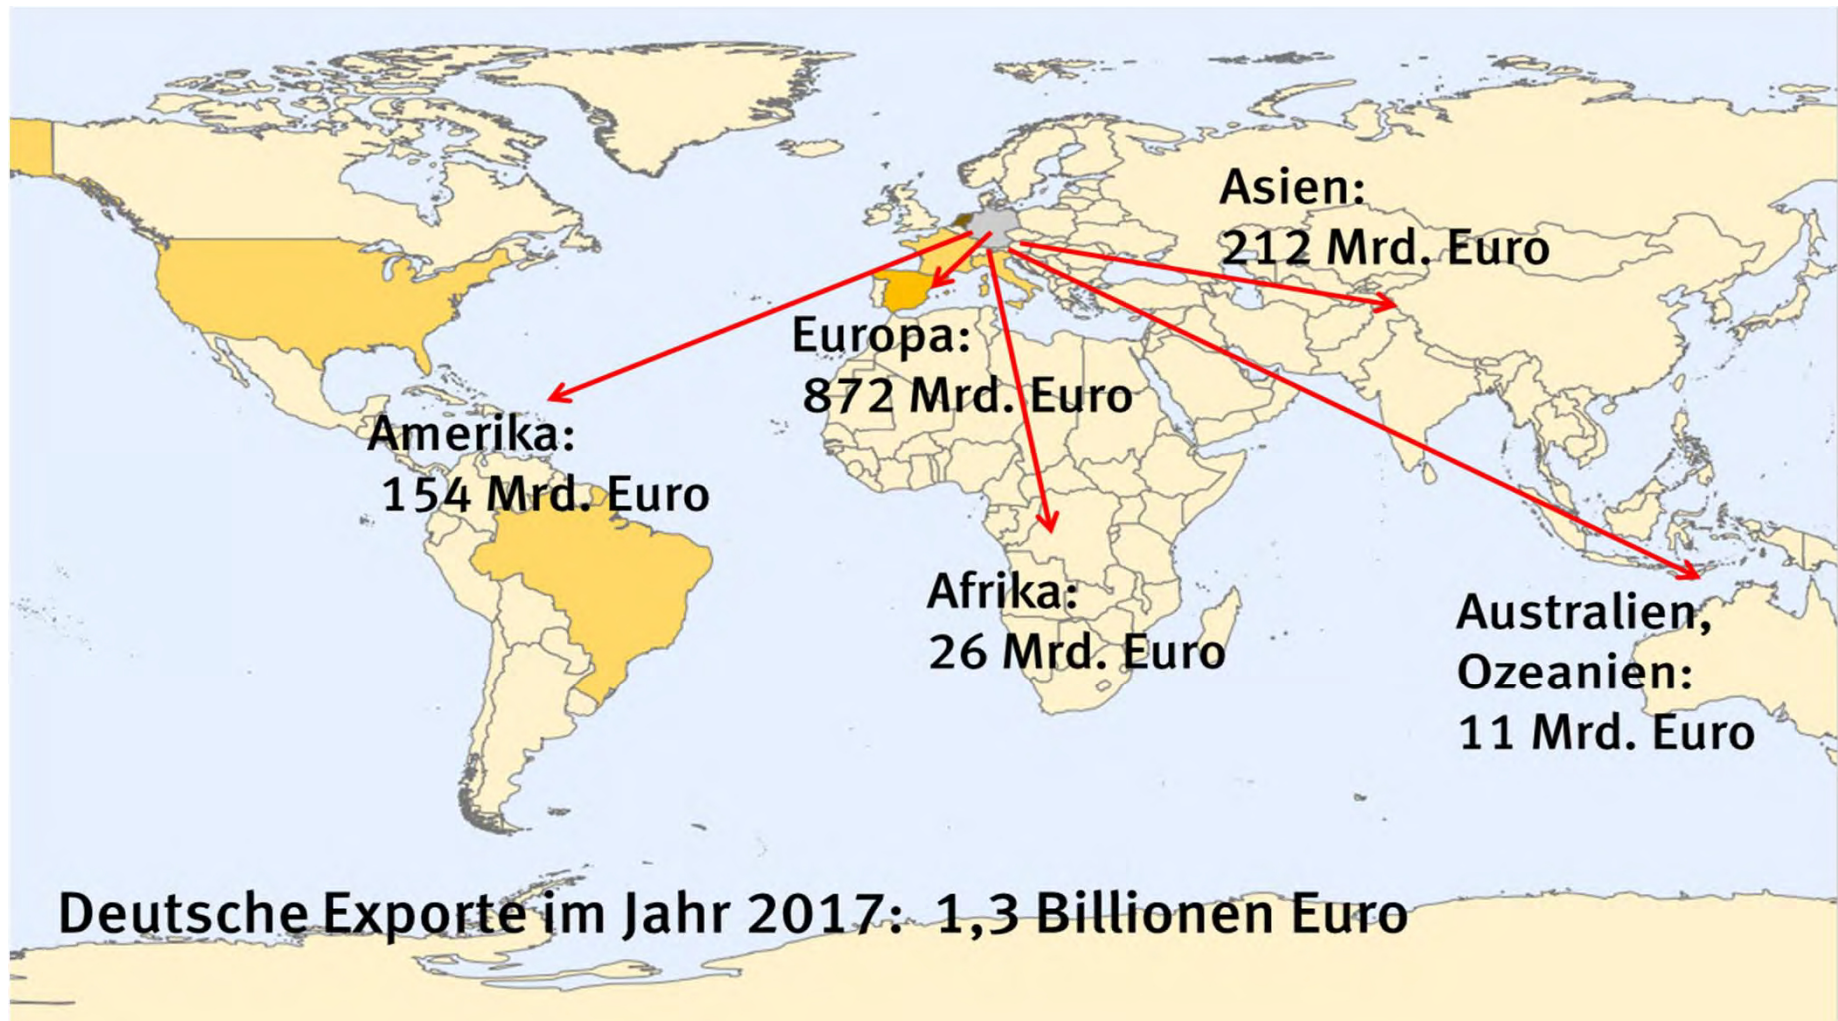 Asien:
212 Mrd. Euro
Europa:
872 Mrd. Euro
Amerika:
154 Mrd. Euro
Afrika:
26 Mrd. Euro
Australien,
Ozeanien:
11 Mrd. Euro
Deutsche Exporte im Jahr 2017: 1,3 Billionen Euro